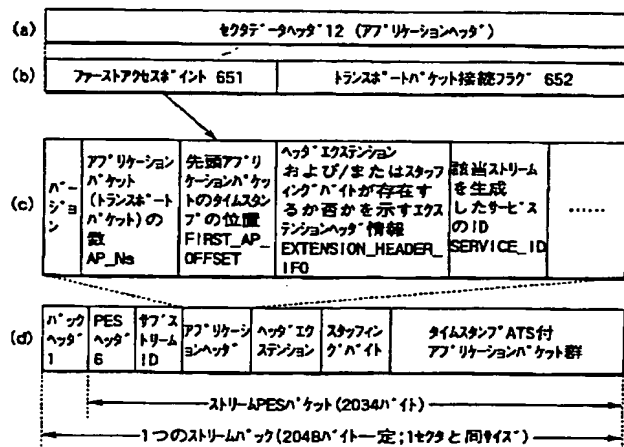 (a)
セクタデータヘッダ12 (アプリケーションヘッダ)
(b)
ファーストアクセスポイント 651
トランスポートパケット接続フラグ 652
(c)
バージョン
アプリケーション
パケット
(トランスポート
パケット)の
数
AP_Ns
先頭アプリ
ケーションパケッ
トのタイムスタン
プの位置
FIRST_AP_
OFFSET
ヘッダエクステンション
および/またはスタッフ
ィングバイトが存在す
るか否かを示すエクス
テンションヘッダ情報
EXTENSION_HEADER_
IFO
該当ストリーム
を生成
したサービス
のID
SERVICE_ID
……
(d)
パック
ヘッダ
1
PES
ヘッダ
6
サブス
トリーム
ID
アプリケーシ
ョンヘッダ
ヘッダエク
ステンション
スタッフィン
グバイト
タイムスタンプATS付
アプリケーションパケット群
ストリームPESパケット(2034バイト)
1つのストリームパック(2048バイト一定;1セクタと同サイズ)